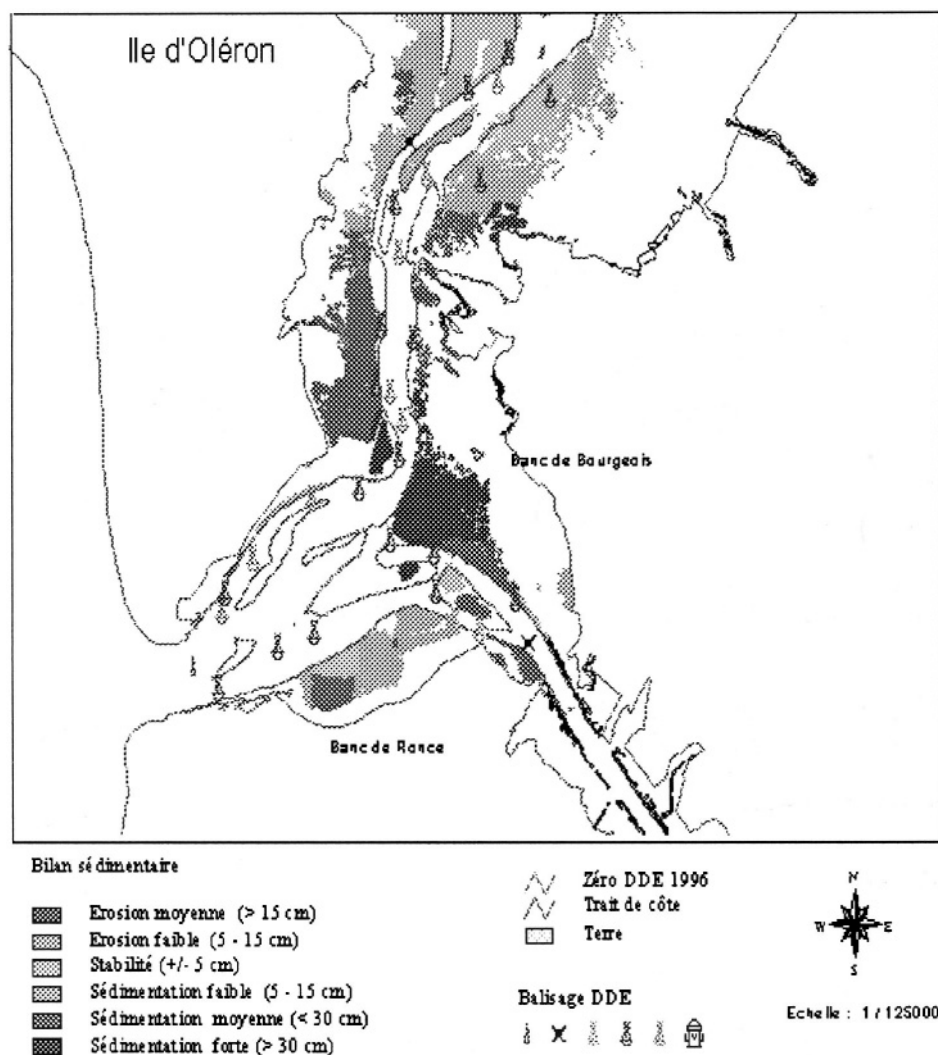 Ile d'Oléron
Banc de Bourgeois
Banc de Ronce
Bilan sédimentaire
Erosion moyenne (> 15 cm)
Erosion faible (5 - 15 cm)
Stabilité (+/- 5 cm)
Sédimentation faible (5 - 15 cm)
Sédimentation moyenne (< 30 cm)
Sédimentation forte (> 30 cm)
Zéro DDE 1996
Trait de côte
Terre
Balisage DDE
N
W E
S
Echelle : 1 / 125000